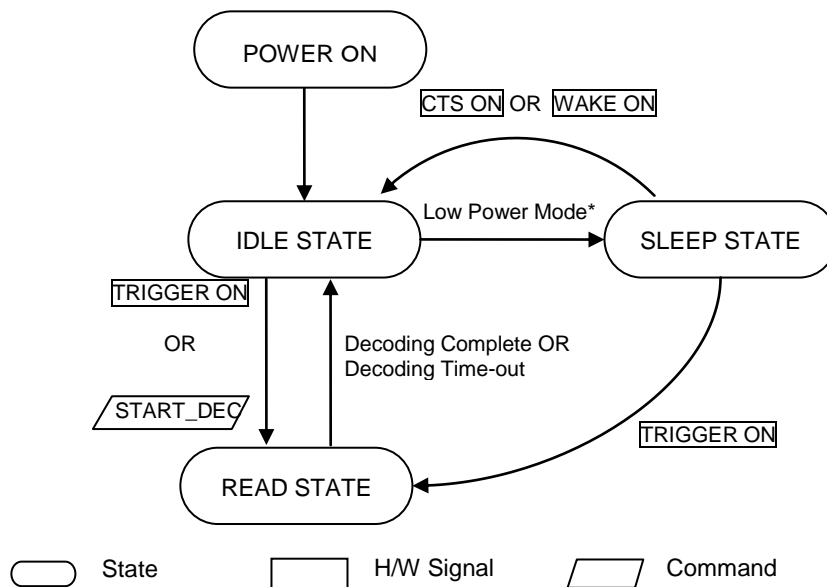 POWER ON
CTS ON OR WAKE ON
Low Power Mode*
IDLE STATE
SLEEP STATE
TRIGGER ON
OR
START_DEC
Decoding Complete OR
Decoding Time-out
TRIGGER ON
READ STATE
State
H/W Signal
Command